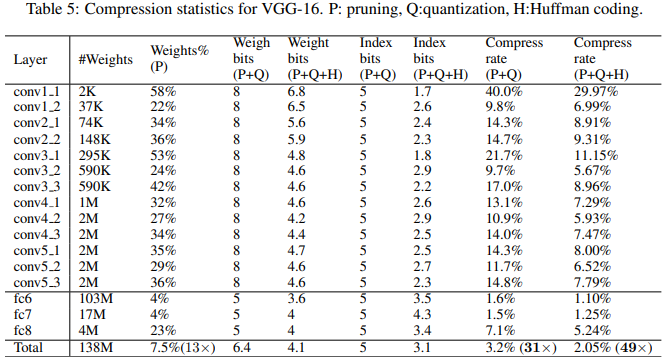 Table 5: Compression statistics for VGG-16. P: pruning, Q:quantization, H:Huffman coding.
Layer #Weights Weights% (P) Weigh bits (P+Q) Weight bits (P+Q+H) Index bits (P+Q) Index bits (P+Q+H) Compress rate (P+Q) Compress rate (P+Q+H)
conv1_1 2K 58% 8 6.8 5 1.7 40.0% 29.97%
conv1_2 37K 22% 8 6.5 5 2.6 9.8% 6.99%
conv2_1 74K 34% 8 5.6 5 2.4 14.3% 8.91%
conv2_2 148K 36% 8 5.9 5 2.3 14.7% 9.31%
conv3_1 295K 53% 8 4.8 5 1.8 21.7% 11.15%
conv3_2 590K 24% 8 4.6 5 2.9 9.7% 5.67%
conv3_3 590K 42% 8 4.6 5 2.2 17.0% 8.96%
conv4_1 1M 32% 8 4.6 5 2.6 13.1% 7.29%
conv4_2 2M 27% 8 4.2 5 2.9 10.9% 5.93%
conv4_3 2M 34% 8 4.4 5 2.5 14.0% 7.47%
conv5_1 2M 35% 8 4.7 5 2.5 14.3% 8.00%
conv5_2 2M 29% 8 4.6 5 2.7 11.7% 6.52%
conv5_3 2M 36% 8 4.6 5 2.3 14.8% 7.79%
fc6 103M 4% 5 3.6 5 3.5 1.6% 1.10%
fc7 17M 4% 5 4 5 4.3 1.5% 1.25%
fc8 4M 23% 5 4 5 3.4 7.1% 5.24%
Total 138M 7.5%(13×) 6.4 4.1 5 3.1 3.2% (31×) 2.05% (49×)